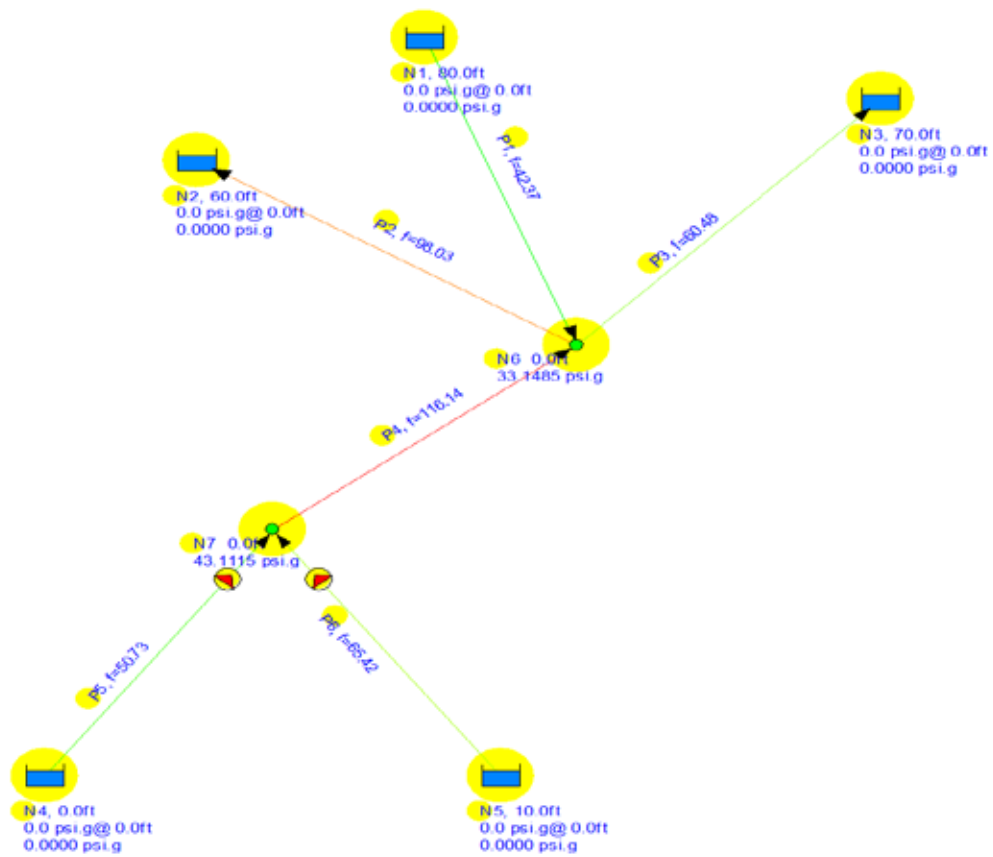 N1, 80.0ft
0.0 psi.g@ 0.0ft
0.0000 psi.g
N3, 70.0ft
0.0 psi.g@ 0.0ft
0.0000 psi.g
P1, f=42.37
N2, 60.0ft
0.0 psi.g@ 0.0ft
0.0000 psi.g
P2, f=98.03
P3, f=60.48
N6 0.0ft
33.1485 psi.g
P4, f=116.14
N7 0.0ft
43.1115 psi.g
P5, f=50.73
P6, f=65.42
N4, 0.0ft
0.0 psi.g@ 0.0ft
0.0000 psi.g
N5, 10.0ft
0.0 psi.g@ 0.0ft
0.0000 psi.g